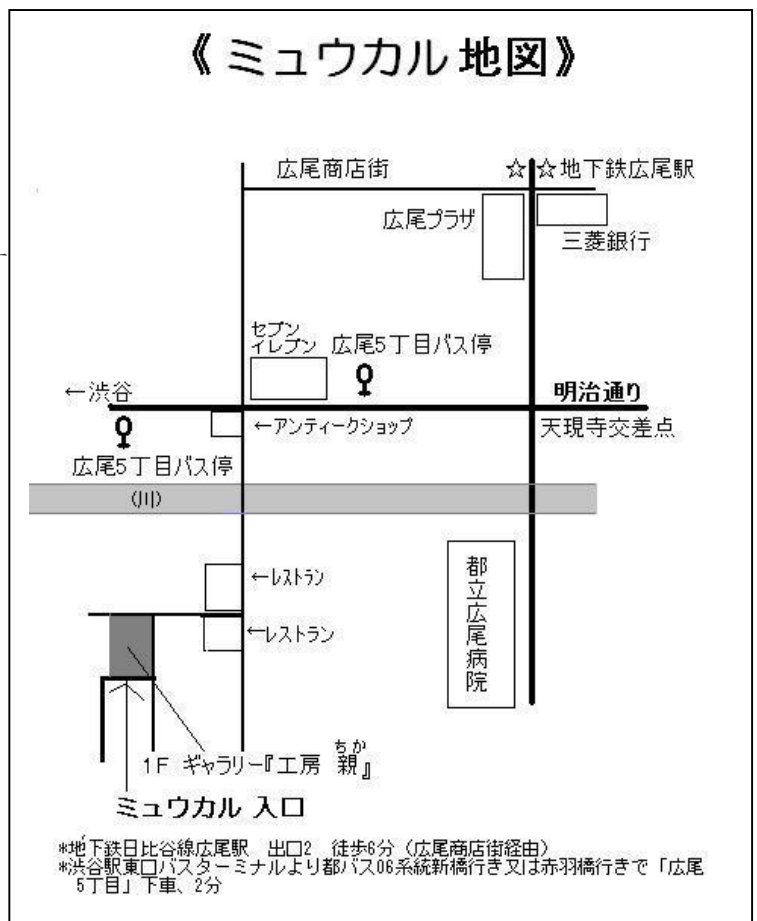 《ミュウカル 地図》
広尾商店街
☆☆地下鉄広尾駅
広尾プラザ
三菱銀行
セブン
イレブン
広尾5丁目バス停
←渋谷
明治通り
←アンティークショップ
天現寺交差点
広尾5丁目バス停
(川)
←レストラン
都立広尾病院
←レストラン
ちか
1F ギャラリー『工房 親』
ミュウカル 入口
*地下鉄日比谷線広尾駅 出口2 徒歩6分（広尾商店街経由）
*渋谷駅東口バスターミナルより都バス06系統新橋行き又は赤羽橋行きで「広尾
5丁目」下車、2分